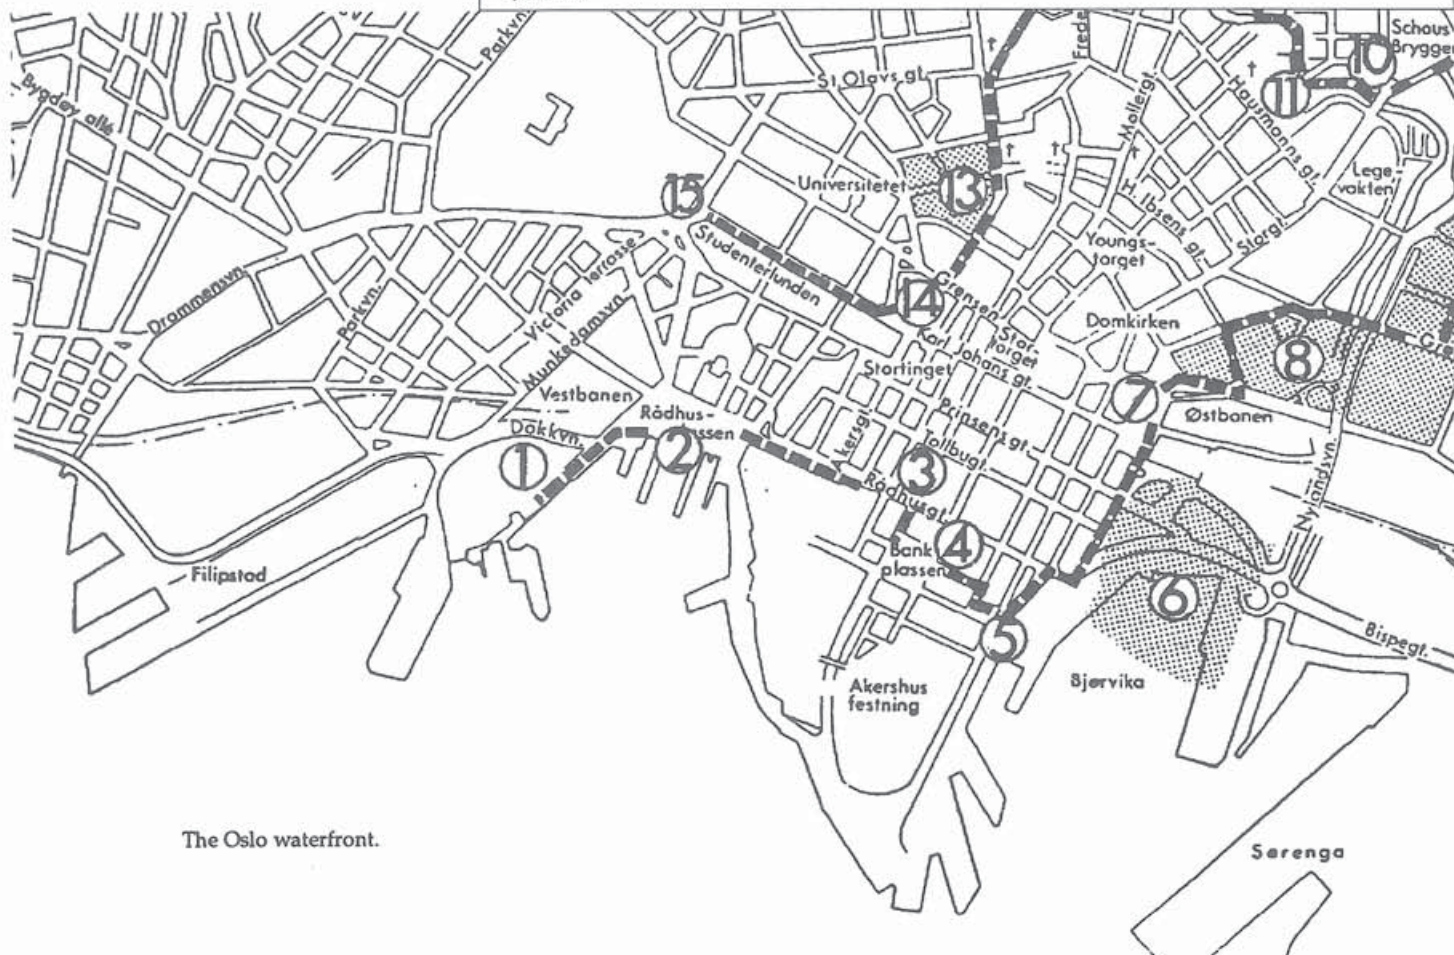 Parkvn.
Schous
Brygge
10
St. Olavs gt.
Møllergt.
Hausmanns gt.
11
Bygdøy allé
Lege
vakten
15
Universitetet
13
H. Ibsens gt.
Storgt.
Youngs-
torget
Studenterlunden
Victoria Terrasse
Drammensvn.
Parkvn.
Munkedamsvn.
14
Grensen
Stor-
torget
Domkirken
Karl Johans gt.
Stortinget
8
Vestbanen
Rådhus-
plassen
7
Østbanen
Prinsens gt.
Akersgt.
Tollbugt.
Dokkvn.
1
2
3
Rådhusgt.
Nylandsvn.
4
Bank
plassen
Filipstad
6
5
Bispegt.
Bjørvika
Akershus
festning
The Oslo waterfront.
Sørenga